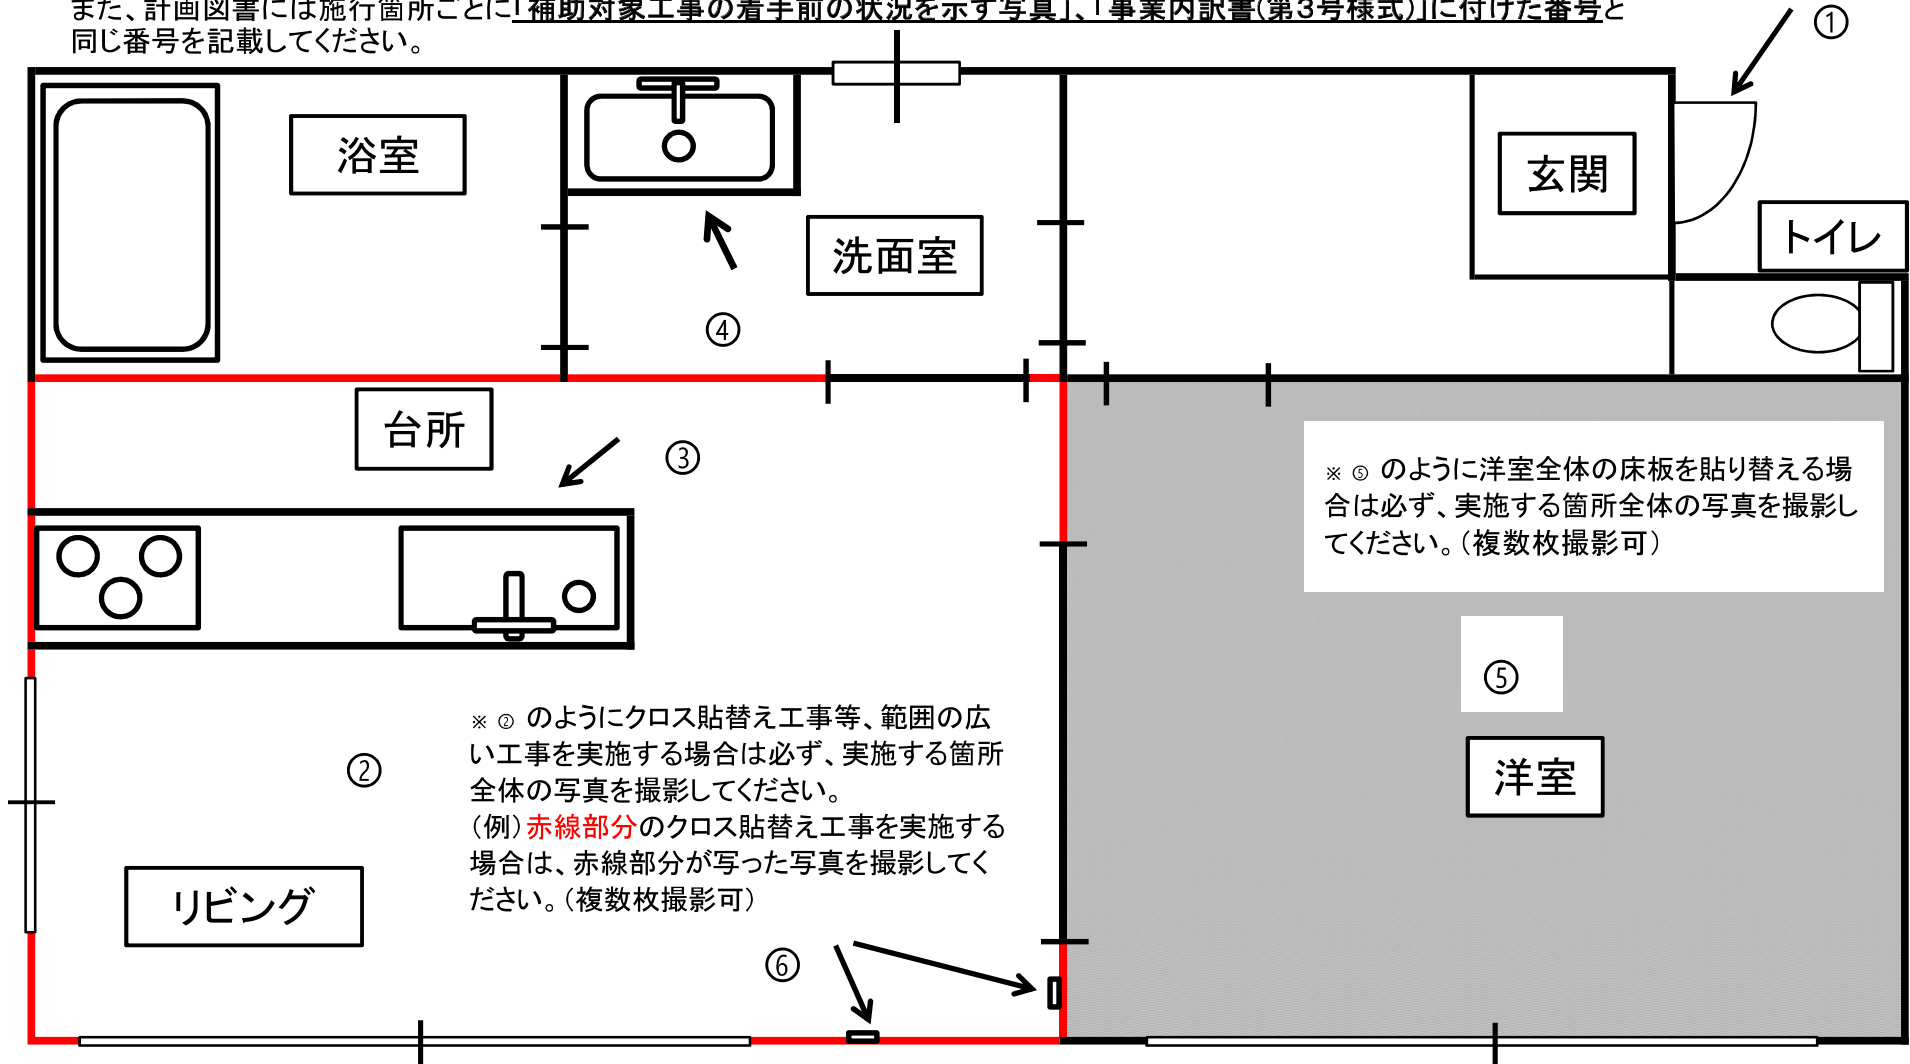 また、計画図書には施行箇所ごとに「補助対象工事の着手前の状況を示す写真」、「事業内訳書(第3号様式)」に付けた番号と
同じ番号を記載してください。
①
浴室
玄関
洗面室
トイレ
④
台所
③
※ ⑤ のように洋室全体の床板を貼り替える場
合は必ず、実施する箇所全体の写真を撮影し
てください。（複数枚撮影可）
⑤
洋室
②
※ ② のようにクロス貼替え工事等、範囲の広
い工事を実施する場合は必ず、実施する箇所
全体の写真を撮影してください。
（例）赤線部分のクロス貼替え工事を実施する
場合は、赤線部分が写った写真を撮影してく
ださい。（複数枚撮影可）
リビング
⑥